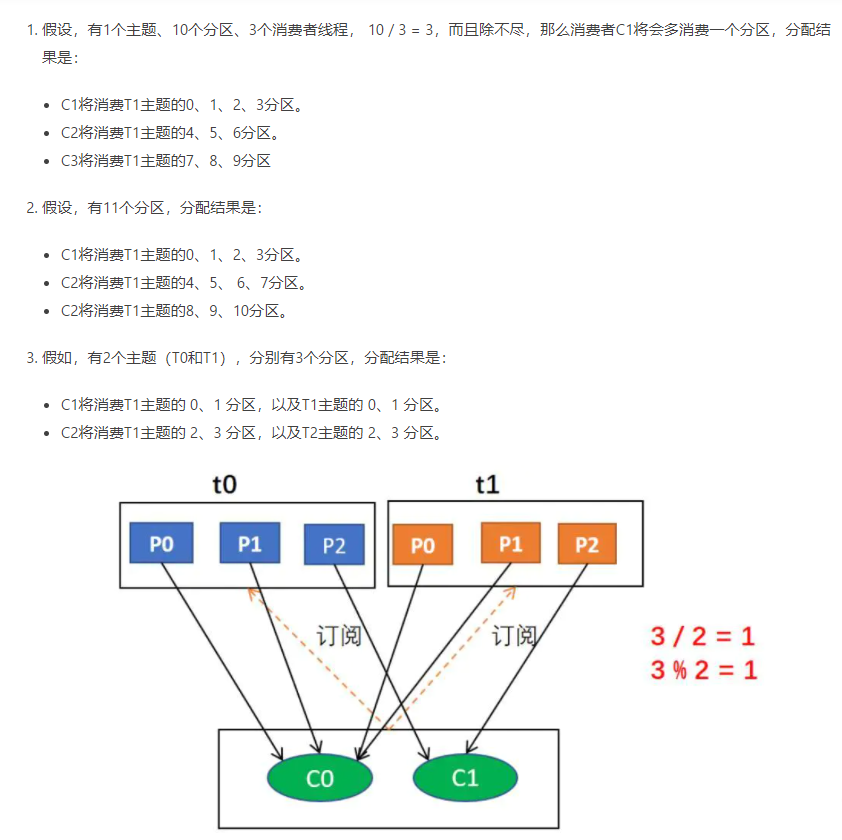 1. 假设，有1个主题、10个分区、3个消费者线程， 10 / 3 = 3，而且除不尽，那么消费者C1将会多消费一个分区，分配结
果是：
• C1将消费T1主题的0、1、2、3分区。
• C2将消费T1主题的4、5、6分区。
• C3将消费T1主题的7、8、9分区
2. 假设，有11个分区，分配结果是：
• C1将消费T1主题的0、1、2、3分区。
• C2将消费T1主题的4、5、 6、7分区。
• C2将消费T1主题的8、9、10分区。
3. 假如，有2个主题（T0和T1）, 分别有3个分区，分配结果是：
• C1将消费T1主题的 0、1 分区，以及T1主题的 0、1 分区。
• C2将消费T1主题的 2、3 分区，以及T2主题的 2、3 分区。
t0 t1
P0 P1 P2 P0 P1 P2
订阅 订阅
3 / 2 = 1
3 % 2 = 1
C0 C1